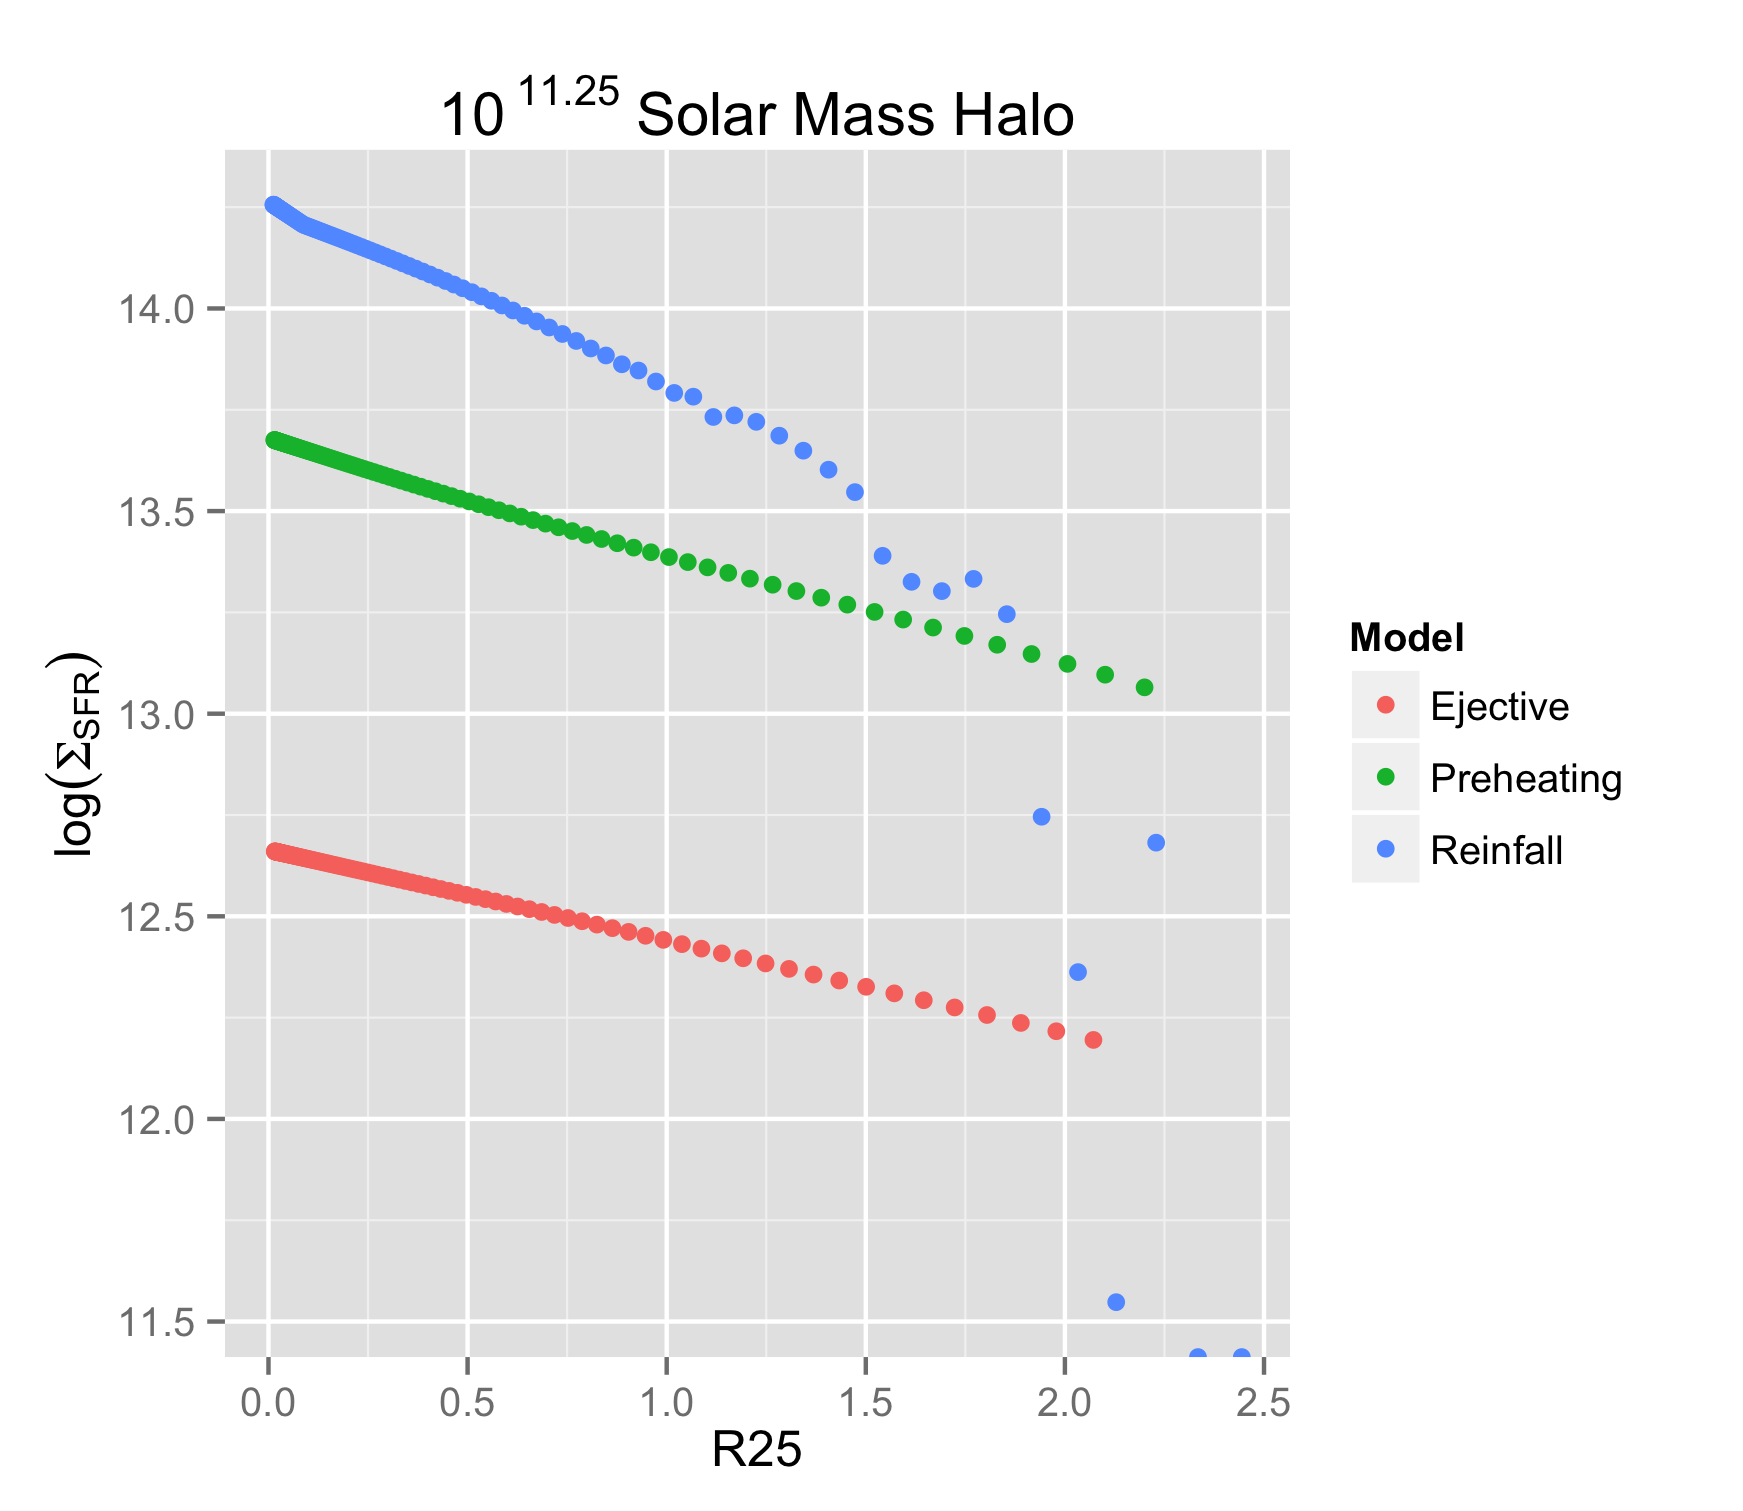 10 11.25 Solar Mass Halo
log(ΣSFR)
14.0
13.5
13.0
12.5
12.0
11.5
0.0 0.5 1.0 1.5 2.0 2.5
R25
Model
Ejective
Preheating
Reinfall